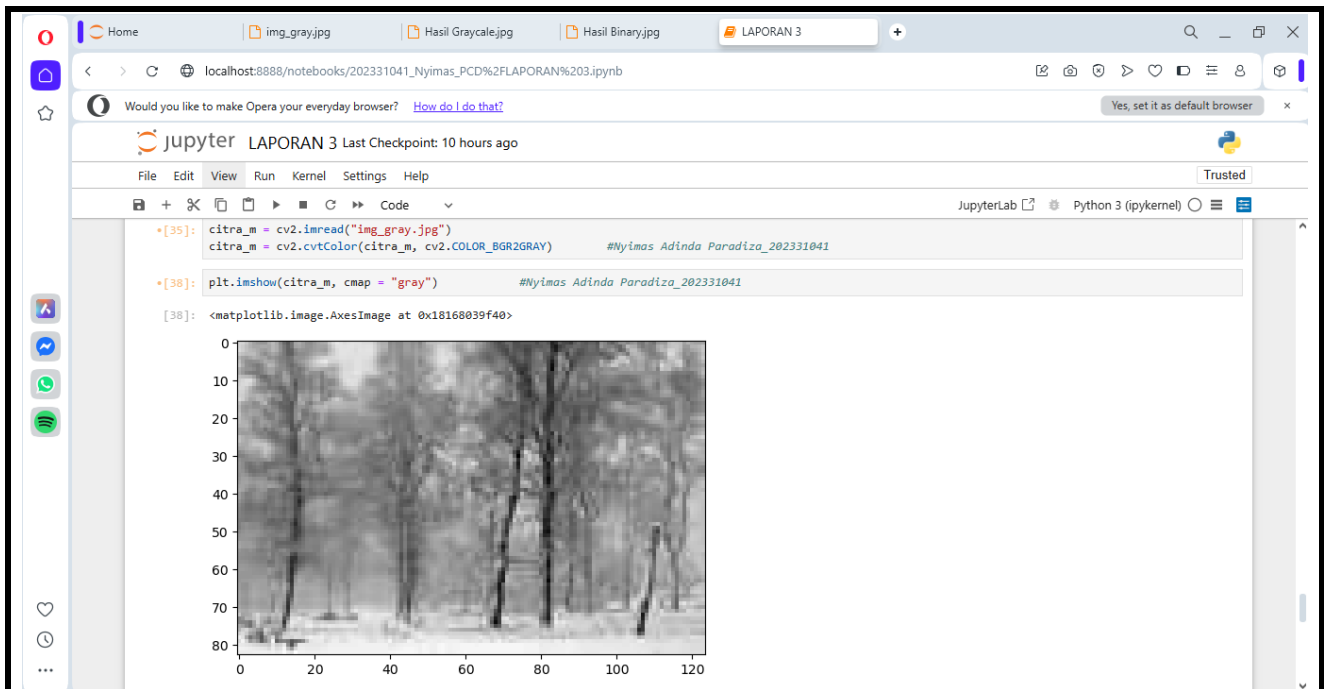 Home img_gray.jpg Hasil Graycale.jpg Hasil Binary.jpg LAPORAN 3
localhost:8888/notebooks/202331041_Nyimas_PCD%2FLAPORAN%203.ipynb
Would you like to make Opera your everyday browser? How do I do that? Yes, set it as default browser
jupyter LAPORAN 3 Last Checkpoint: 10 hours ago
File Edit View Run Kernel Settings Help Trusted
Code JupyterLab Python 3 (ipykernel)
[35]: citra_m = cv2.imread("img_gray.jpg")
citra_m = cv2.cvtColor(citra_m, cv2.COLOR_BGR2GRAY) #Nyimas Adinda Paradiza_202331041
[38]: plt.imshow(citra_m, cmap = "gray") #Nyimas Adinda Paradiza_202331041
[38]: <matplotlib.image.AxesImage at 0x18168039f40>
0
10
20
30
40
50
60
70
80
0 20 40 60 80 100 120